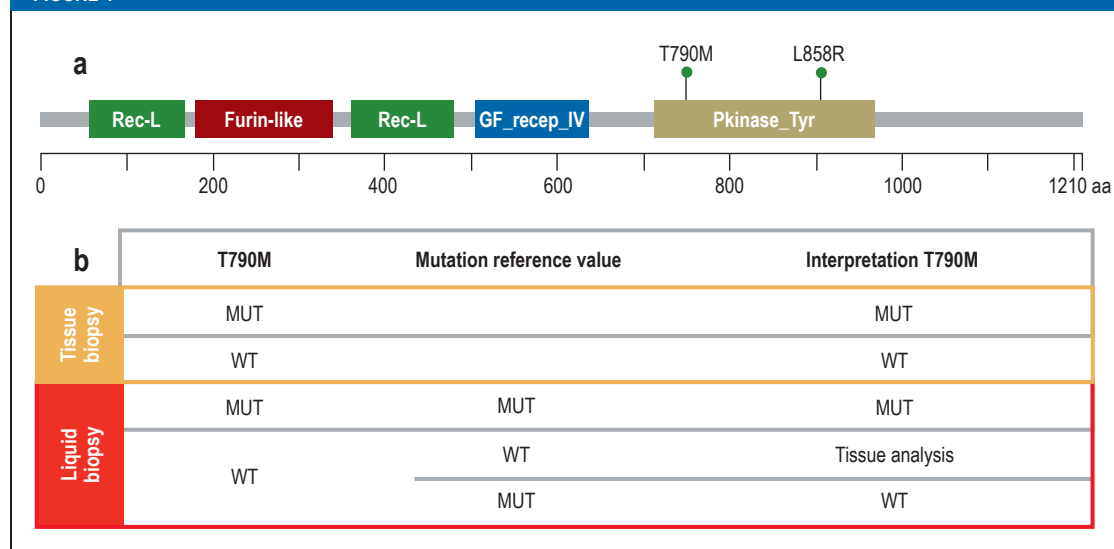 a
T790M L858R
Rec-L Furin-like Rec-L GF_recep_IV Pkinase_Tyr
0 200 400 600 800 1000 1210 aa
b T790M Mutation reference value Interpretation T790M
Tissue biopsy
MUT MUT
WT WT
Liquid biopsy
MUT MUT MUT
WT
WT Tissue analysis
MUT WT